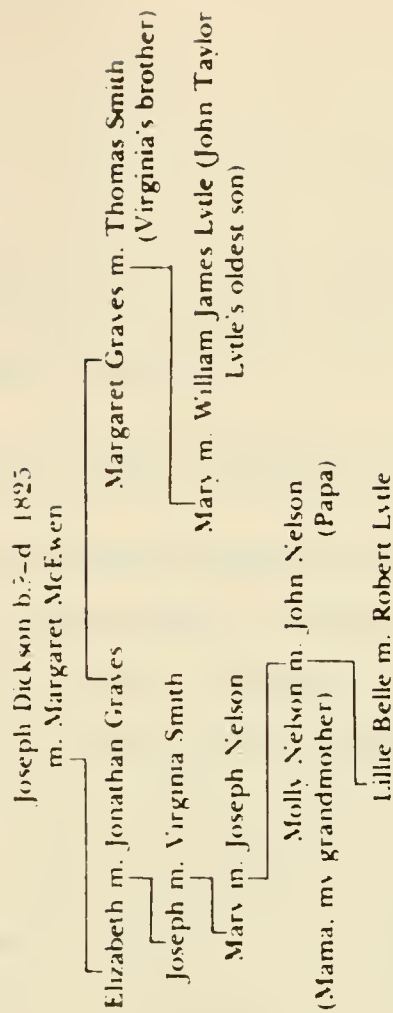 Joseph Dickson b.?–d. 1825
m. Margaret McEwen
Elizabeth m. Jonathan Graves
Margaret Graves m. Thomas Smith
(Virginia's brother)
Joseph m. Virginia Smith
Mary m. William James Lytle (John Taylor
Lytle's oldest son)
Mary m. Joseph Nelson
Molly Nelson m. John Nelson
(Mama, my grandmother)
(Papa)
Lillie Belle m. Robert Lytle